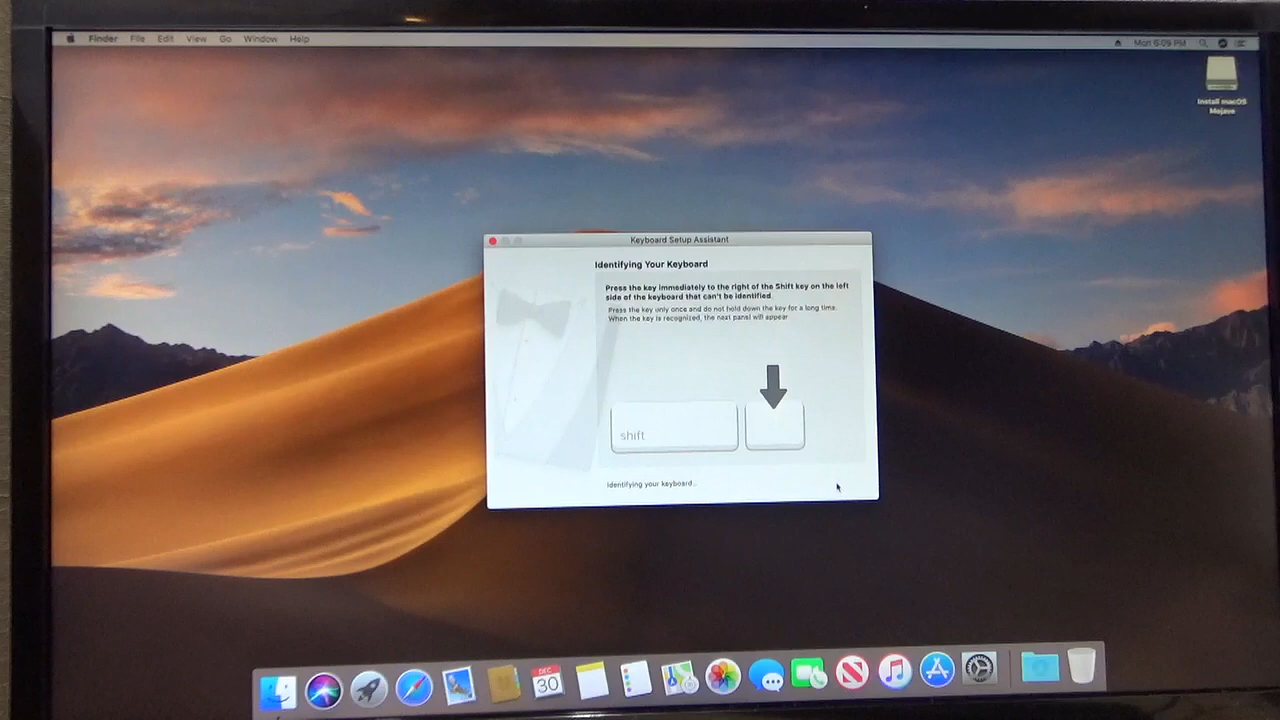 Finder File Edit View Go Window Help
Mon 5:09 PM
Install macOS
Mojave
Keyboard Setup Assistant
Identifying Your Keyboard
Press the key immediately to the right of the Shift key on the left
side of the keyboard that can't be identified.
Press the key only once and do not hold down the key for a long time.
When the key is recognized, the next panel will appear
shift
Identifying your keyboard...
DEC
30